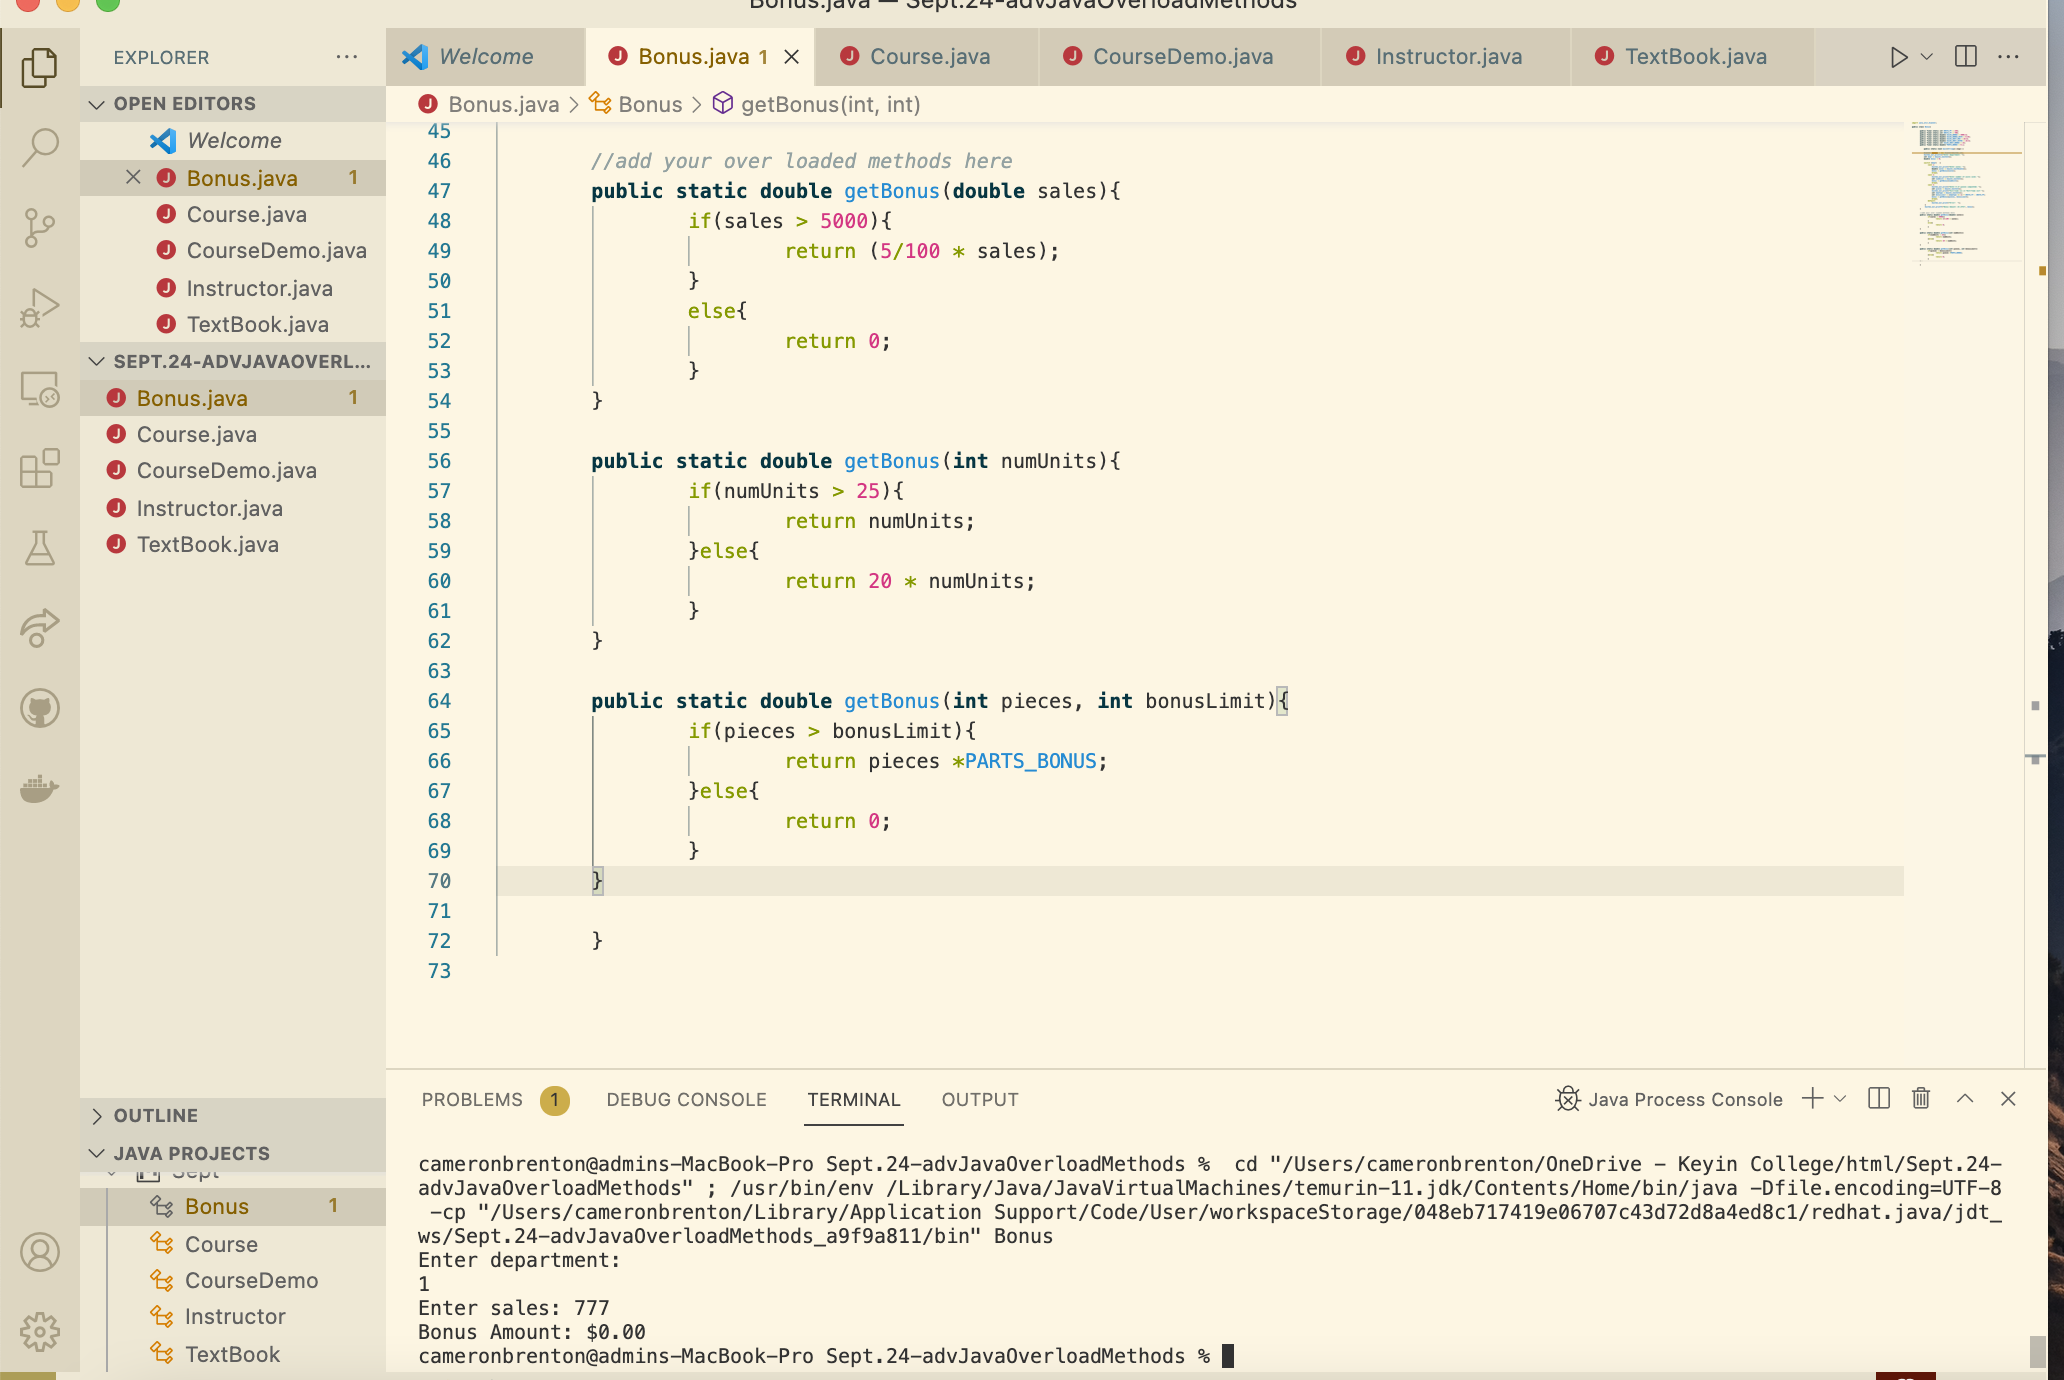 Bonus.java — Sept.24-advJavaOverloadMethods
EXPLORER
Welcome
Bonus.java 1
Course.java
CourseDemo.java
Instructor.java
TextBook.java
OPEN EDITORS
Welcome
Bonus.java 1
Course.java
CourseDemo.java
Instructor.java
TextBook.java
SEPT.24-ADVJAVAOVERL...
Bonus.java 1
Course.java
CourseDemo.java
Instructor.java
TextBook.java
OUTLINE
JAVA PROJECTS
Sept
Bonus 1
Course
CourseDemo
Instructor
TextBook
Bonus.java > Bonus > getBonus(int, int)
45
46 //add your over loaded methods here
47 public static double getBonus(double sales){
48 if(sales > 5000){
49 return (5/100 * sales);
50 }
51 else{
52 return 0;
53 }
54 }
55
56 public static double getBonus(int numUnits){
57 if(numUnits > 25){
58 return numUnits;
59 }else{
60 return 20 * numUnits;
61 }
62 }
63
64 public static double getBonus(int pieces, int bonusLimit){
65 if(pieces > bonusLimit){
66 return pieces *PARTS_BONUS;
67 }else{
68 return 0;
69 }
70 }
71
72 }
73
PROBLEMS 1 DEBUG CONSOLE TERMINAL OUTPUT
Java Process Console
cameronbrenton@admins-MacBook-Pro Sept.24-advJavaOverloadMethods %  cd "/Users/cameronbrenton/OneDrive - Keyin College/html/Sept.24-
advJavaOverloadMethods" ; /usr/bin/env /Library/Java/JavaVirtualMachines/temurin-11.jdk/Contents/Home/bin/java -Dfile.encoding=UTF-8
-cp "/Users/cameronbrenton/Library/Application Support/Code/User/workspaceStorage/048eb717419e06707c43d72d8a4ed8c1/redhat.java/jdt_
ws/Sept.24-advJavaOverloadMethods_a9f9a811/bin" Bonus
Enter department:
1
Enter sales: 777
Bonus Amount: $0.00
cameronbrenton@admins-MacBook-Pro Sept.24-advJavaOverloadMethods %